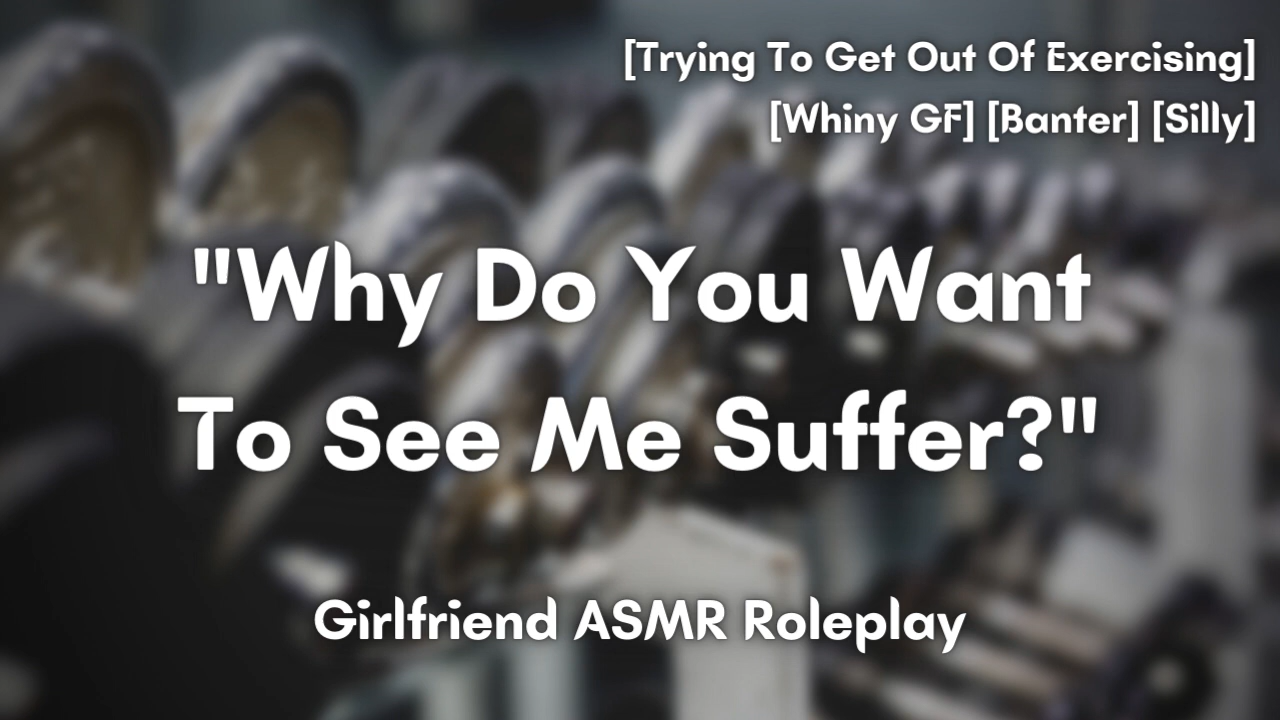 [Trying To Get Out Of Exercising]
[Whiny GF] [Banter] [Silly]
"Why Do You Want
To See Me Suffer?"
Girlfriend ASMR Roleplay